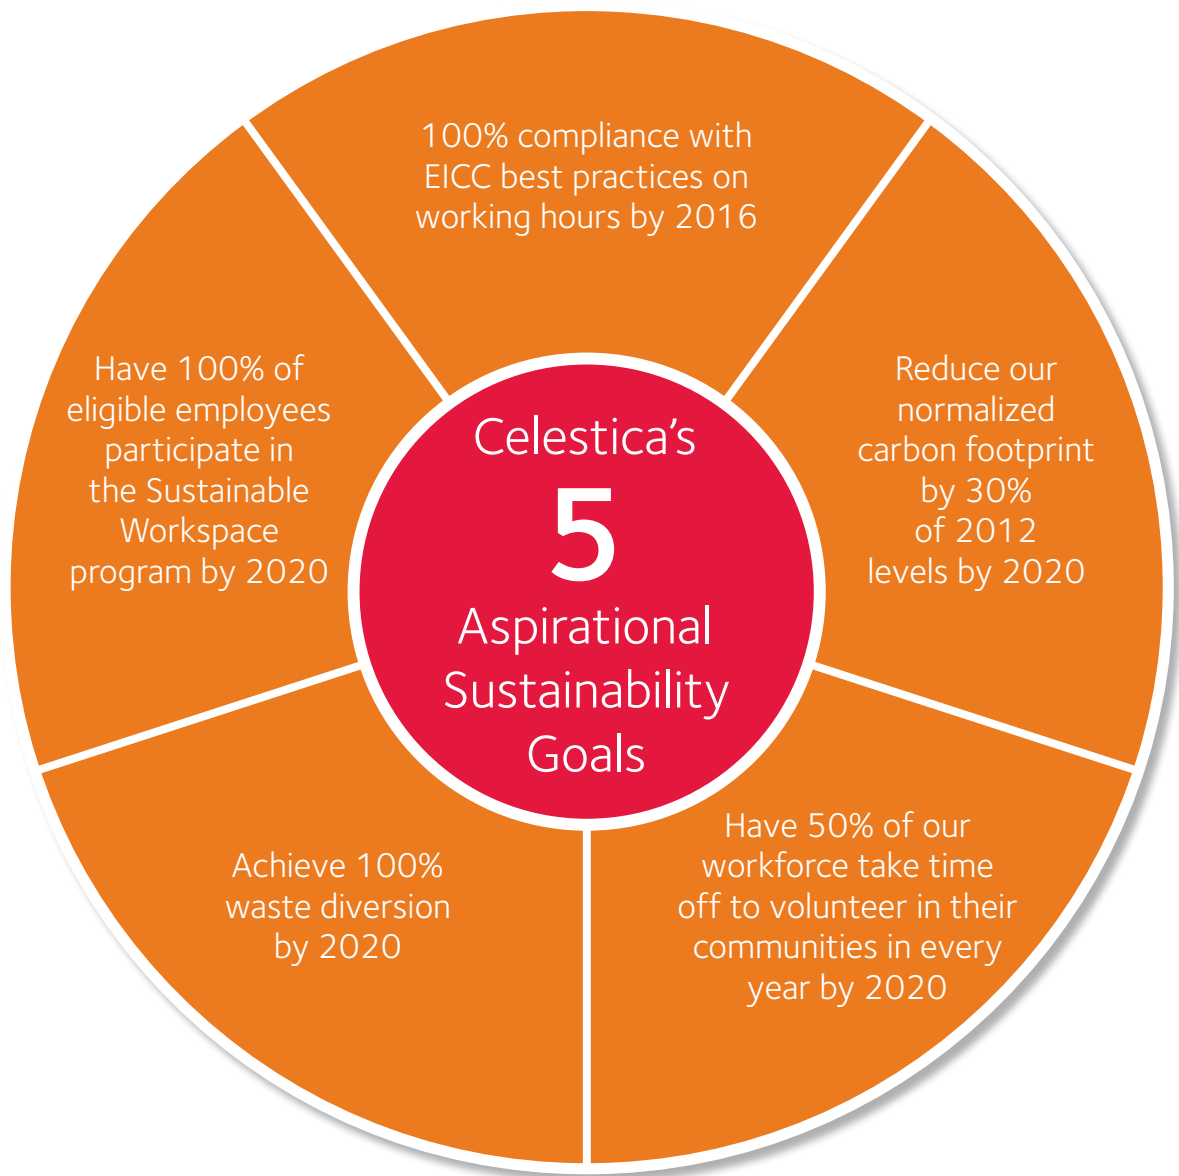 Celestica’s
5
Aspirational
Sustainability
Goals
100% compliance with
EICC best practices on
working hours by 2016
Reduce our
normalized
carbon footprint
by 30%
of 2012
levels by 2020
Have 50% of our
workforce take time
off to volunteer in their
communities in every
year by 2020
Achieve 100%
waste diversion
by 2020
Have 100% of
eligible employees
participate in
the Sustainable
Workspace
program by 2020